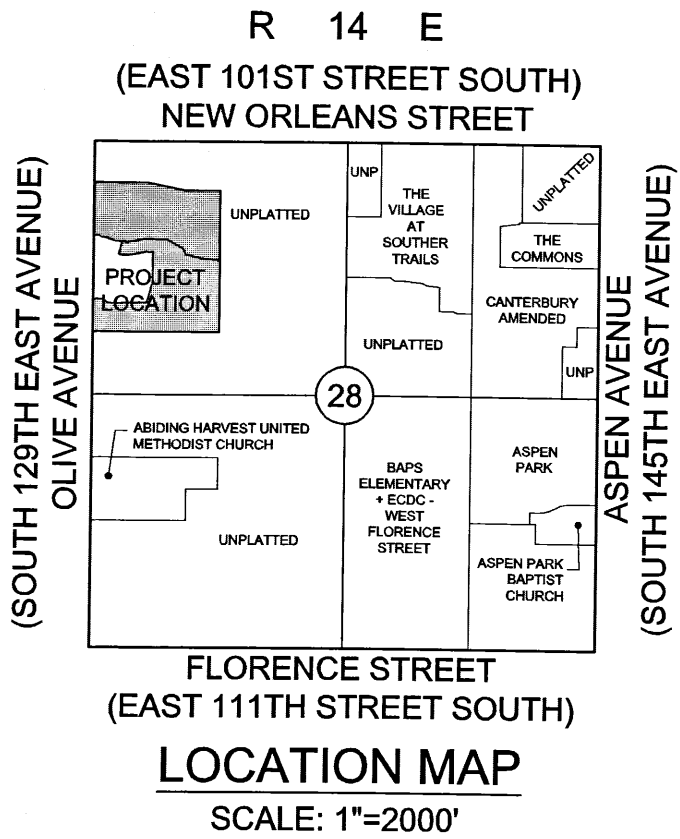 R 14 E
(EAST 101ST STREET SOUTH)
NEW ORLEANS STREET
(SOUTH 129TH EAST AVENUE)
OLIVE AVENUE
UNPLATTED
PROJECT
LOCATION
UNP
THE
VILLAGE
AT
SOUTHER
TRAILS
UNPLATTED
UNPLATTED
THE
COMMONS
CANTERBURY
AMENDED
UNP
28
ABIDING HARVEST UNITED
METHODIST CHURCH
UNPLATTED
BAPS
ELEMENTARY
+ ECDC -
WEST
FLORENCE
STREET
ASPEN
PARK
ASPEN PARK
BAPTIST
CHURCH
ASPEN AVENUE
(SOUTH 145TH EAST AVENUE)
FLORENCE STREET
(EAST 111TH STREET SOUTH)
LOCATION MAP
SCALE: 1"=2000'